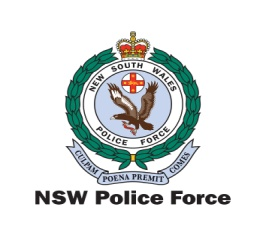 NEW SOUTH WALES
POLICE FORCE
CULPAM POENA PREMIT COMES
NSW Police Force